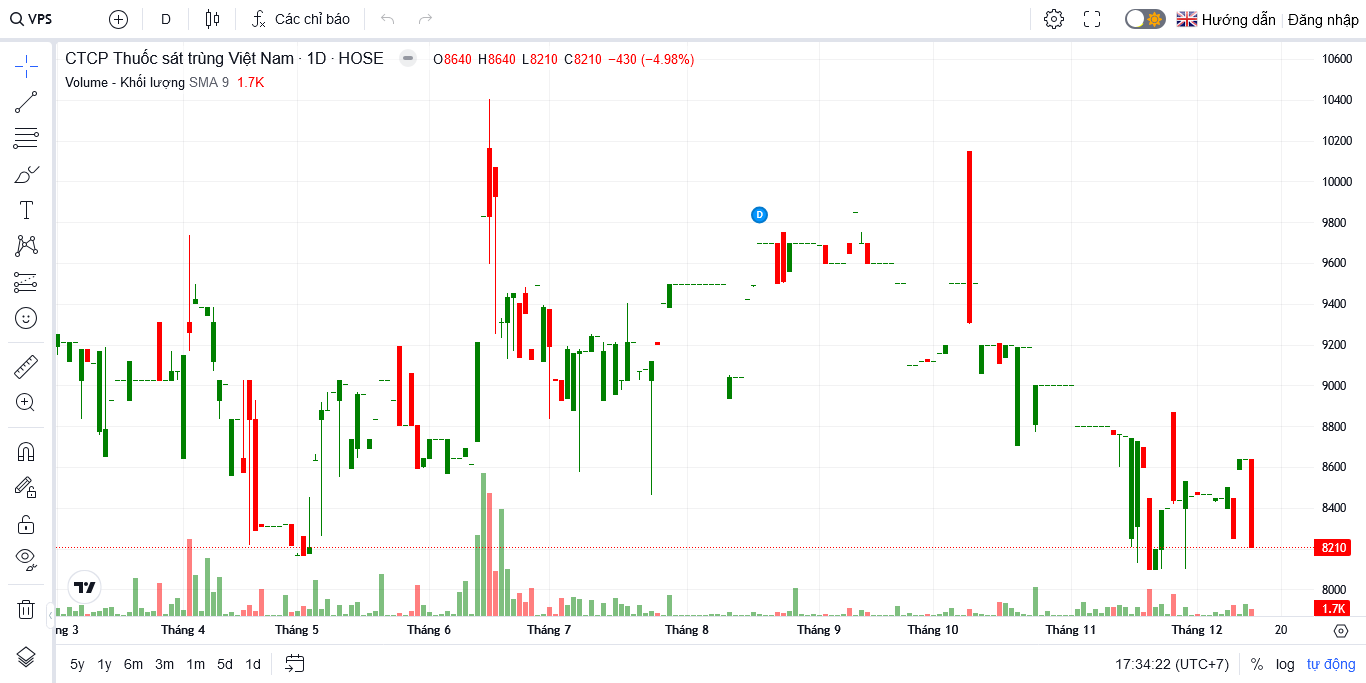 VPS D Các chỉ báo Hướng dẫn Đăng nhập
CTCP Thuốc sát trùng Việt Nam · 1D · HOSE O8640 H8640 L8210 C8210 −430 (−4.98%)
Volume - Khối lượng SMA 9 1.7K
10600
10400
10200
10000
D
9800
9600
9400
9200
9000
8800
8600
8400
8210
8000
1.7K
ng 3 Tháng 4 Tháng 5 Tháng 6 Tháng 7 Tháng 8 Tháng 9 Tháng 10 Tháng 11 Tháng 12 20
5y 1y 6m 3m 1m 5d 1d 17:34:22 (UTC+7) % log tự động